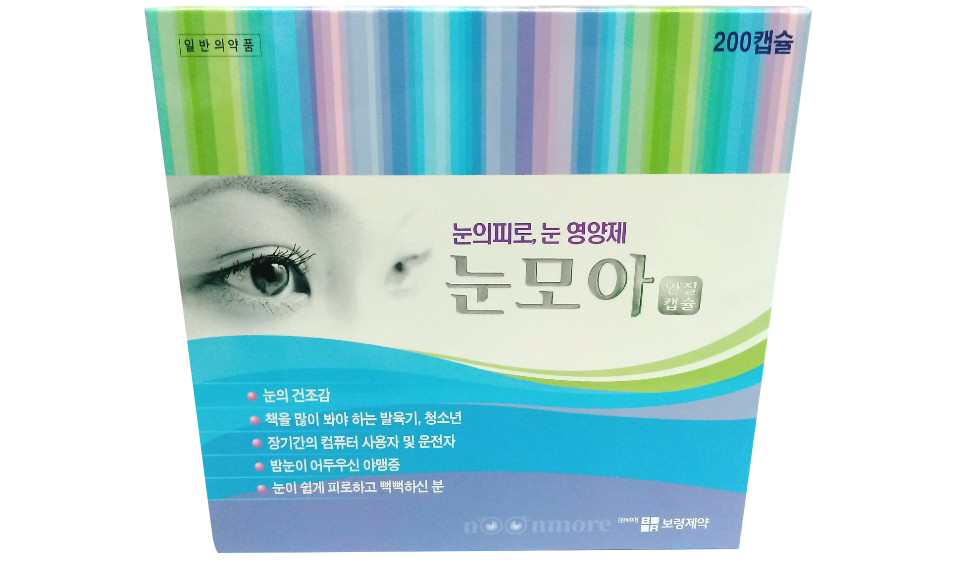 일반의약품
200캡슐
눈의피로, 눈 영양제
눈모아 연질
캡슐
눈의 건조감
책을 많이 봐야 하는 발육기, 청소년
장기간의 컴퓨터 사용자 및 운전자
밤눈이 어두우신 야맹증
눈이 쉽게 피로하고 뻑뻑하신 분
noonmore
(판매자) BR 보령제약